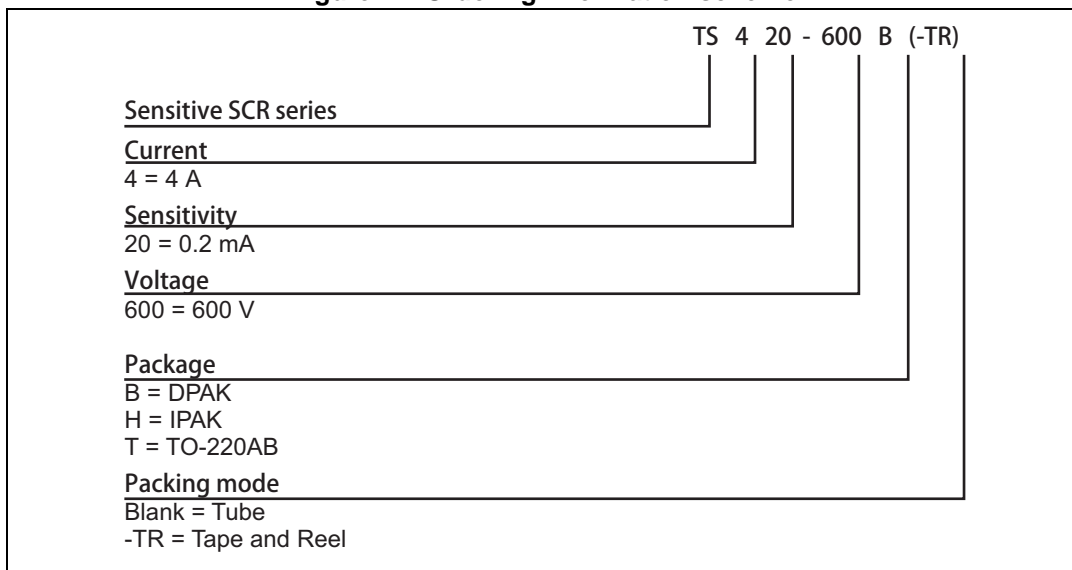 TS 4 20 - 600 B (-TR)
Sensitive SCR series
Current
4 = 4 A
Sensitivity
20 = 0.2 mA
Voltage
600 = 600 V
Package
B = DPAK
H = IPAK
T = TO-220AB
Packing mode
Blank = Tube
-TR = Tape and Reel